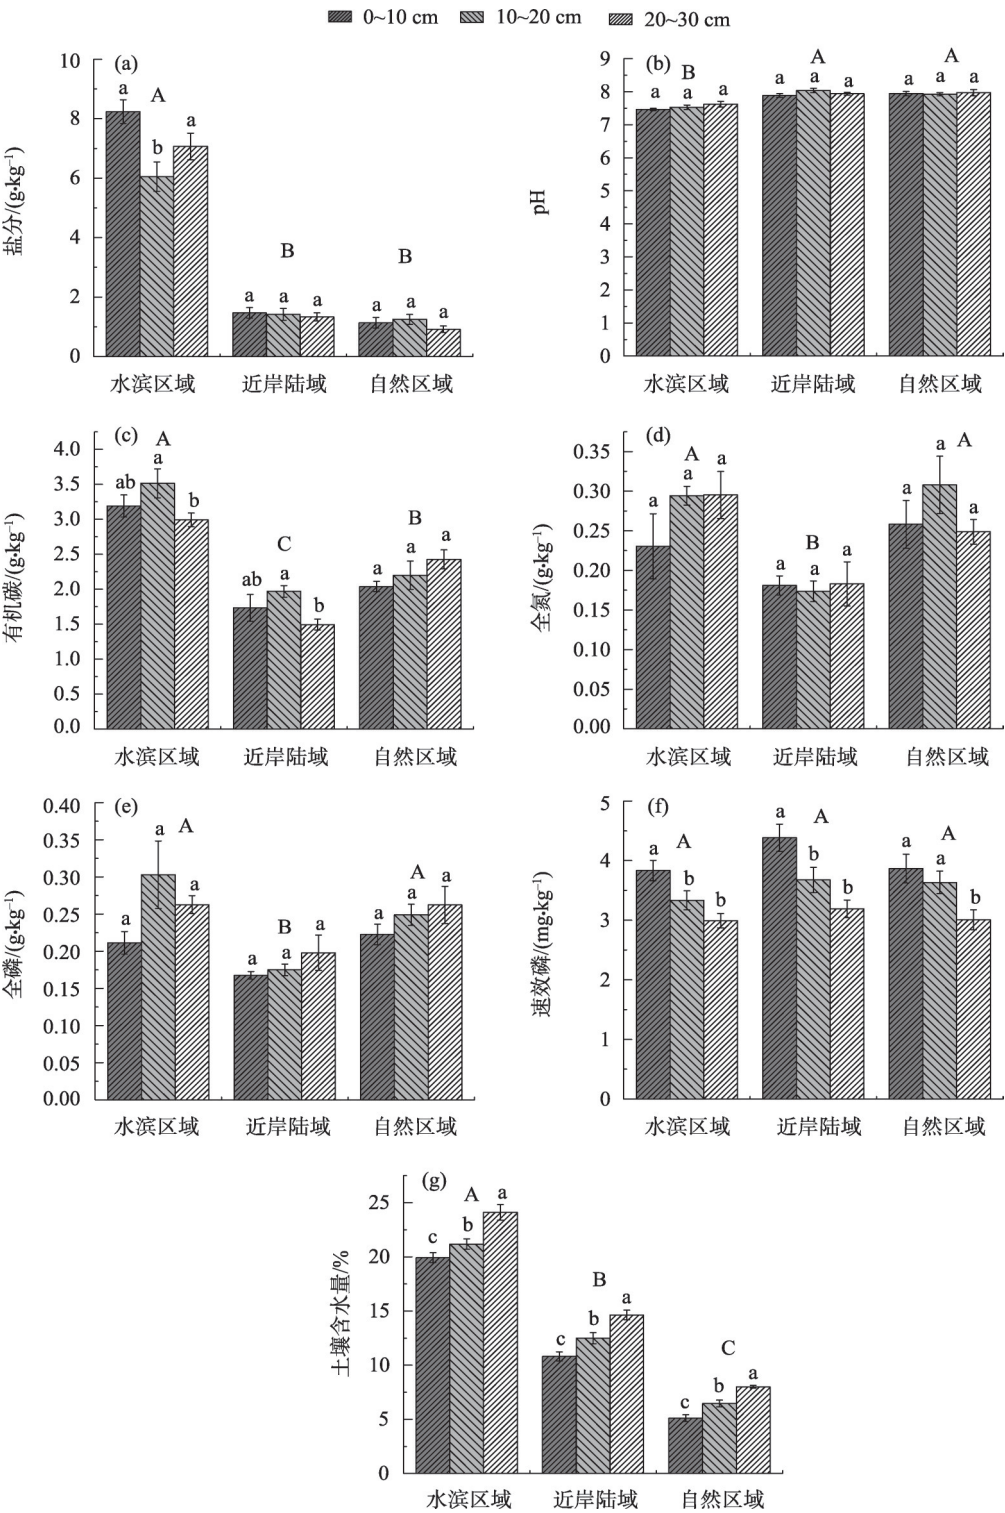 0~10 cm 10~20 cm 20~30 cm
(a)
盐分/(g·kg⁻¹)
10
8
6
4
2
0
a A b a
a a a B
a a a B
水滨区域 近岸陆域 自然区域
(b)
pH
9
8
7
6
5
4
3
2
1
0
a a a B
a a a A
a a a A
水滨区域 近岸陆域 自然区域
(c)
有机碳/(g·kg⁻¹)
4.0
3.5
3.0
2.5
2.0
1.5
1.0
0.5
0.0
ab a b A
ab a b C
a a a B
水滨区域 近岸陆域 自然区域
(d)
全氮/(g·kg⁻¹)
0.35
0.30
0.25
0.20
0.15
0.10
0.05
0.00
a a a A
a a a B
a a a A
水滨区域 近岸陆域 自然区域
(e)
全磷/(g·kg⁻¹)
0.40
0.35
0.30
0.25
0.20
0.15
0.10
0.05
0.00
a a a A
a a a B
a a a A
水滨区域 近岸陆域 自然区域
(f)
速效磷/(mg·kg⁻¹)
5
4
3
2
1
0
a b b A
a b b A
a a b A
水滨区域 近岸陆域 自然区域
(g)
土壤含水量/%
25
20
15
10
5
0
c b a A
c b a B
c b a C
水滨区域 近岸陆域 自然区域